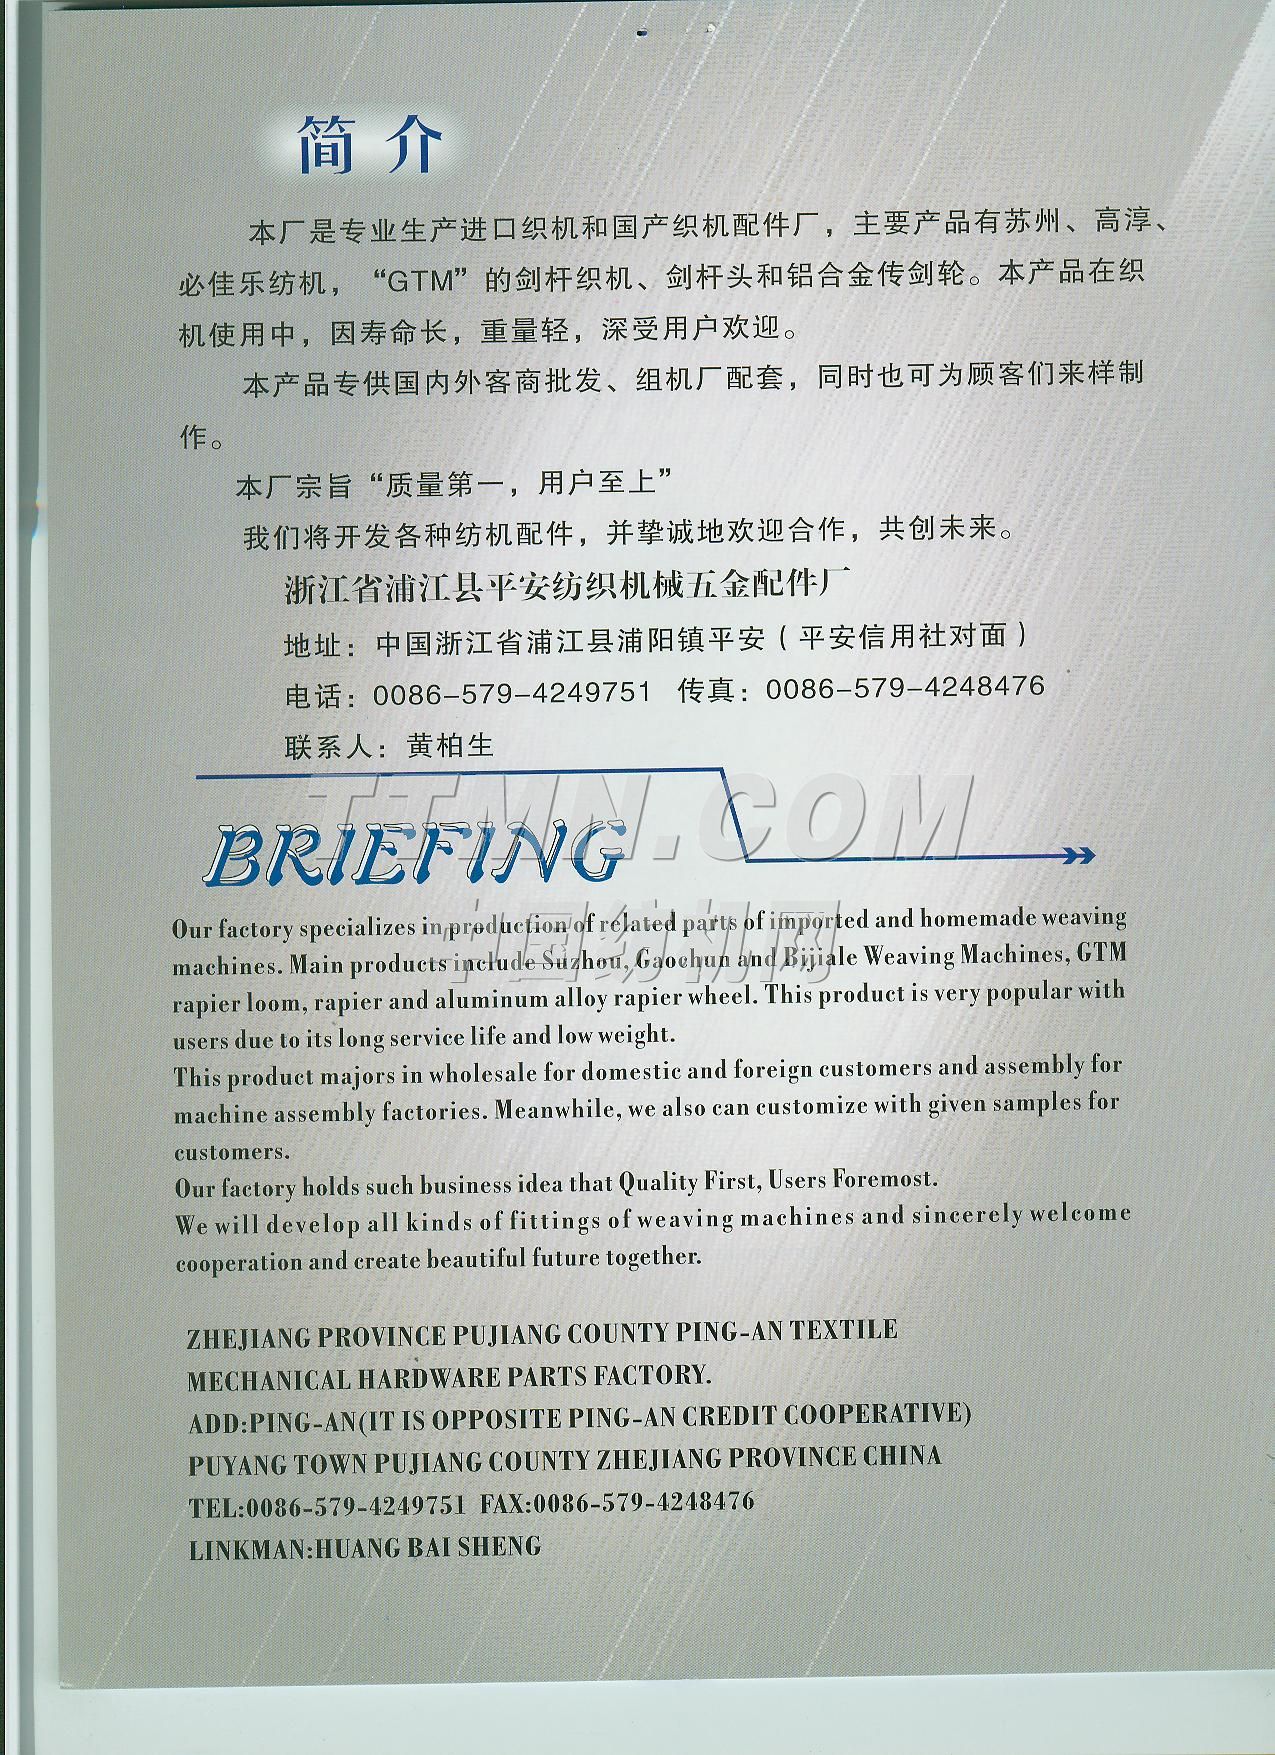 简 介
本厂是专业生产进口织机和国产织机配件厂，主要产品有苏州、高淳、
必佳乐纺机，“GTM”的剑杆织机、剑杆头和铝合金传剑轮。本产品在织
机使用中，因寿命长，重量轻，深受用户欢迎。
本产品专供国内外客商批发、组机厂配套，同时也可为顾客们来样制
作。
本厂宗旨“质量第一，用户至上”
我们将开发各种纺机配件，并挚诚地欢迎合作，共创未来。
浙江省浦江县平安纺织机械五金配件厂
地址：中国浙江省浦江县浦阳镇平安（平安信用社对面）
电话：0086-579-4249751 传真：0086-579-4248476
联系人：黄柏生
TTMN.COM
BRIEFING
中国纺机网
Our factory specializes in production of related parts of imported and homemade weaving
machines. Main products include Suzhou, Gaochun and Bijiale Weaving Machines, GTM
rapier loom, rapier and aluminum alloy rapier wheel. This product is very popular with
users due to its long service life and low weight.
This product majors in wholesale for domestic and foreign customers and assembly for
machine assembly factories. Meanwhile, we also can customize with given samples for
customers.
Our factory holds such business idea that Quality First, Users Foremost.
We will develop all kinds of fittings of weaving machines and sincerely welcome
cooperation and create beautiful future together.
ZHEJIANG PROVINCE PUJIANG COUNTY PING-AN TEXTILE
MECHANICAL HARDWARE PARTS FACTORY.
ADD:PING-AN(IT IS OPPOSITE PING-AN CREDIT COOPERATIVE)
PUYANG TOWN PUJIANG COUNTY ZHEJIANG PROVINCE CHINA
TEL:0086-579-4249751 FAX:0086-579-4248476
LINKMAN:HUANG BAI SHENG